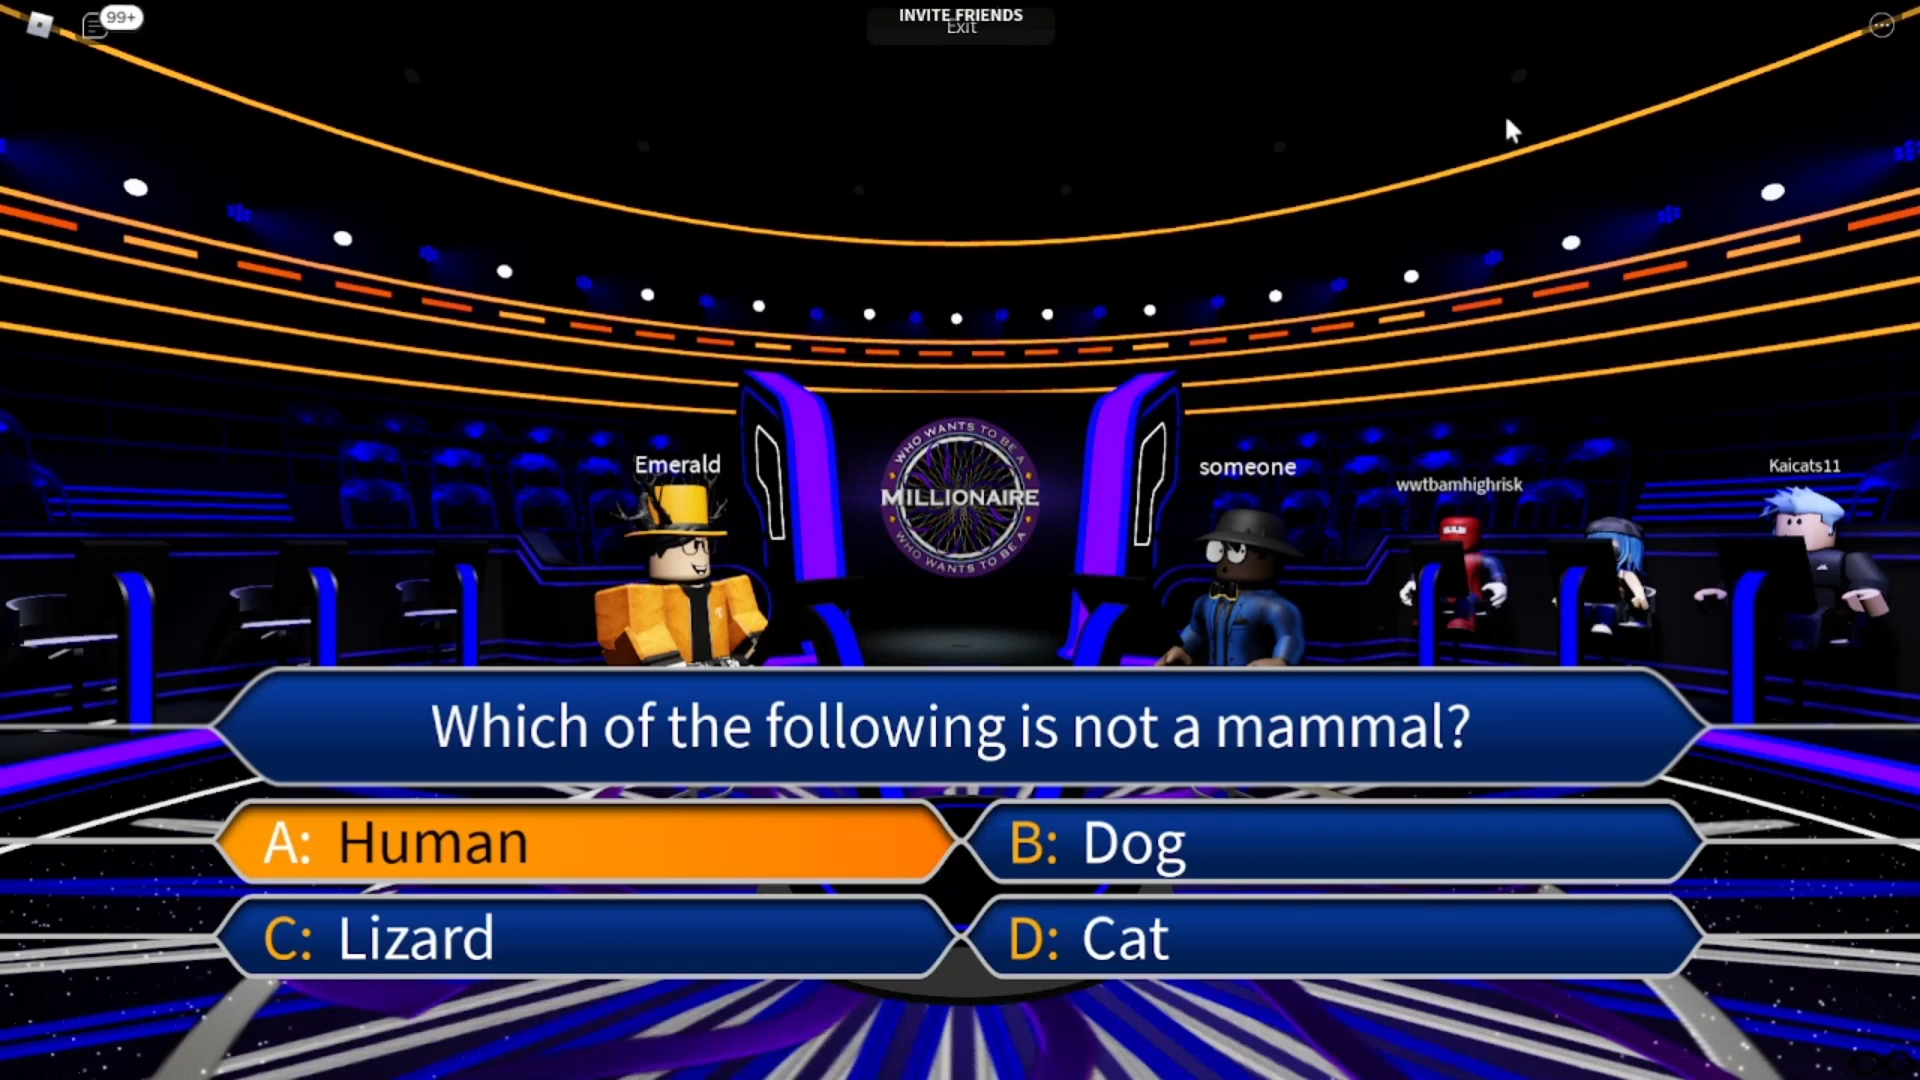 99+
INVITE FRIENDS
Exit
Emerald
someone
wwtbamhighrisk
Kaicats11
WHO WANTS TO BE A
MILLIONAIRE
WHO WANTS TO BE A
Which of the following is not a mammal?
A: Human
B: Dog
C: Lizard
D: Cat